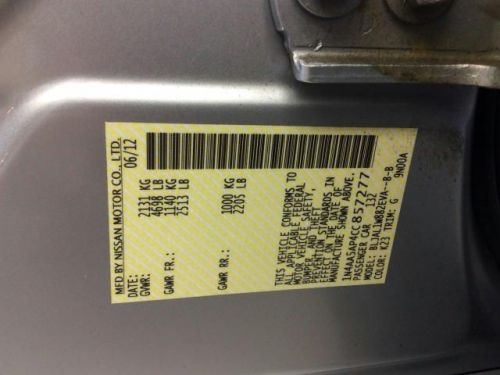 MFD BY NISSAN MOTOR CO., LTD.
DATE: 06/12
GVWR: 2131 KG
4698 LB
GAWR FR.: 1140 KG
2513 LB
GAWR RR.: 1000 KG
2205 LB
THIS VEHICLE CONFORMS TO
ALL APPLICABLE FEDERAL
MOTOR VEHICLE SAFETY,
BUMPER, AND THEFT
PREVENTION STANDARDS IN
EFFECT ON THE DATE OF
MANUFACTURE SHOWN ABOVE.
1N4AA5AP4CC857277
PASSENGER CAR 132
MODEL: BLJALLW882EVA--8-B
COLOR: K23 TRIM: G 9N00A